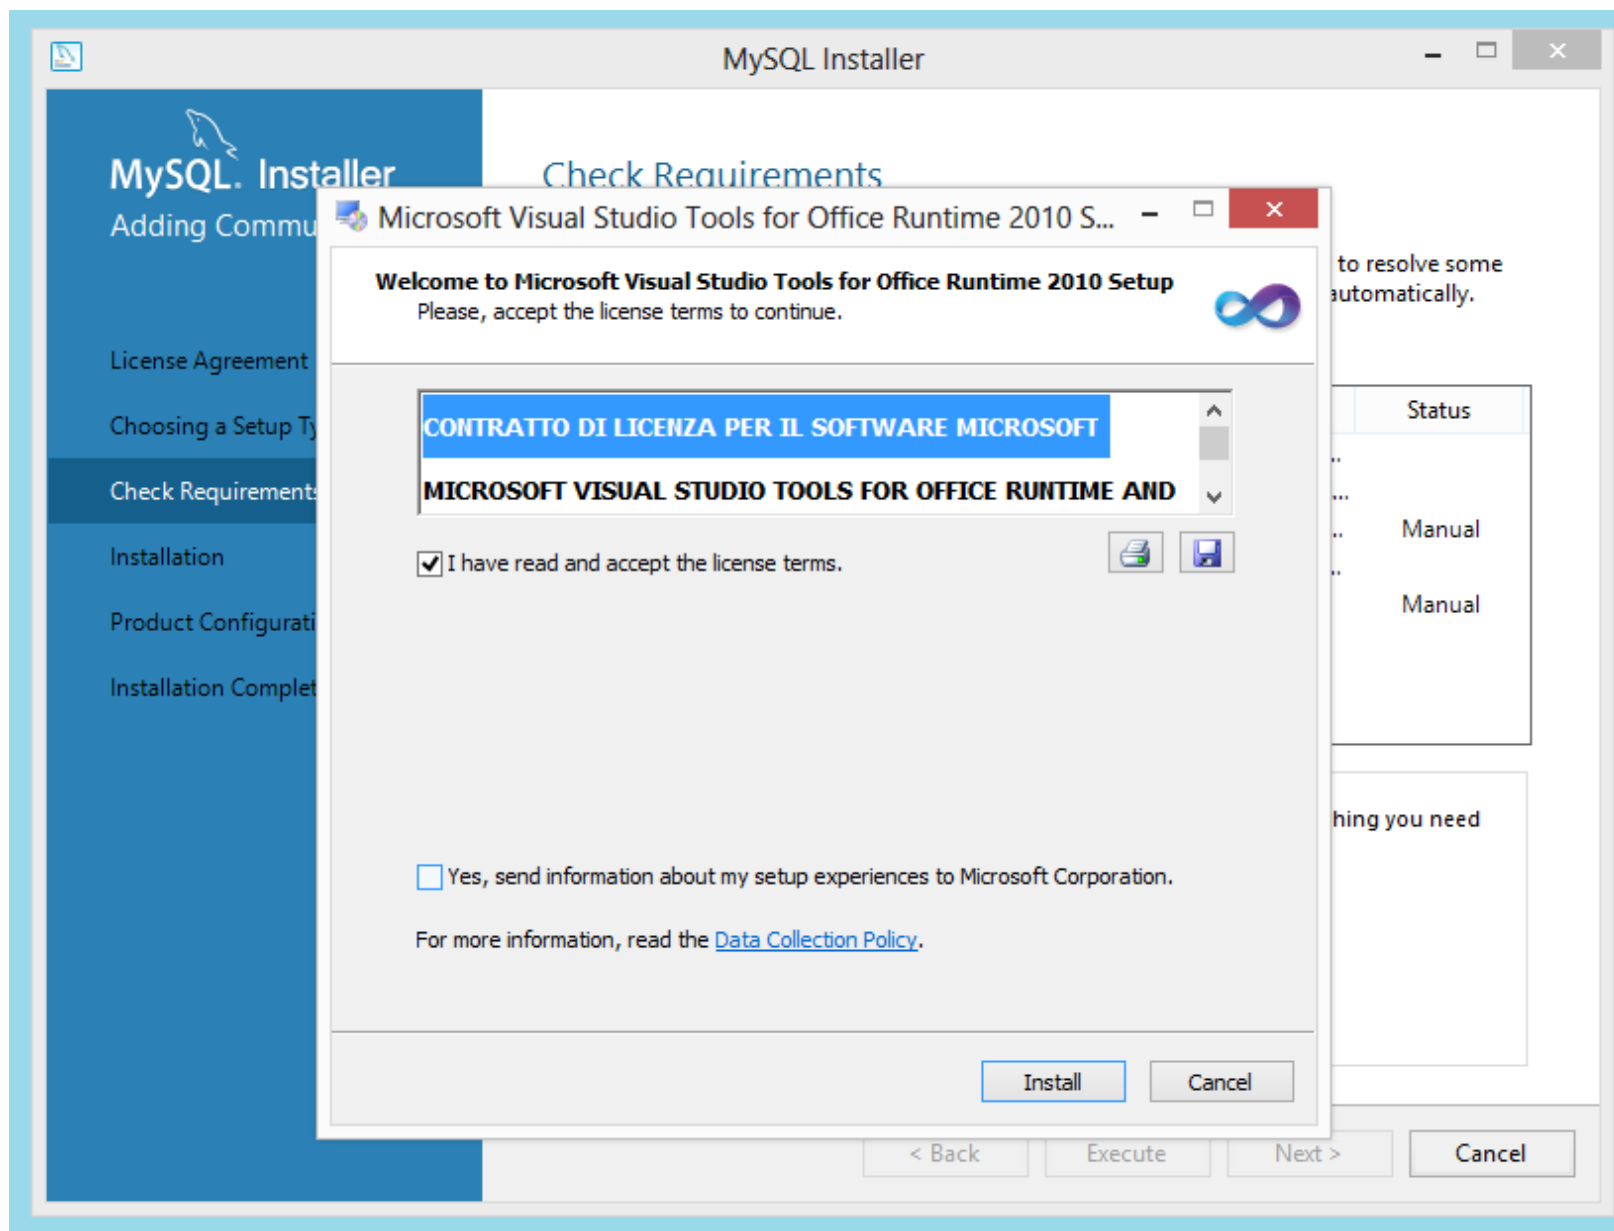 MySQL Installer
MySQL. Installer
Adding Commu
License Agreement
Choosing a Setup Ty
Check Requirements
Installation
Product Configurati
Installation Complet
Check Requirements
to resolve some
automatically.
Status
Manual
Manual
hing you need
Microsoft Visual Studio Tools for Office Runtime 2010 S...
Welcome to Microsoft Visual Studio Tools for Office Runtime 2010 Setup
Please, accept the license terms to continue.
CONTRATTO DI LICENZA PER IL SOFTWARE MICROSOFT
MICROSOFT VISUAL STUDIO TOOLS FOR OFFICE RUNTIME AND
I have read and accept the license terms.
Yes, send information about my setup experiences to Microsoft Corporation.
For more information, read the Data Collection Policy.
Install Cancel
< Back Execute Next > Cancel